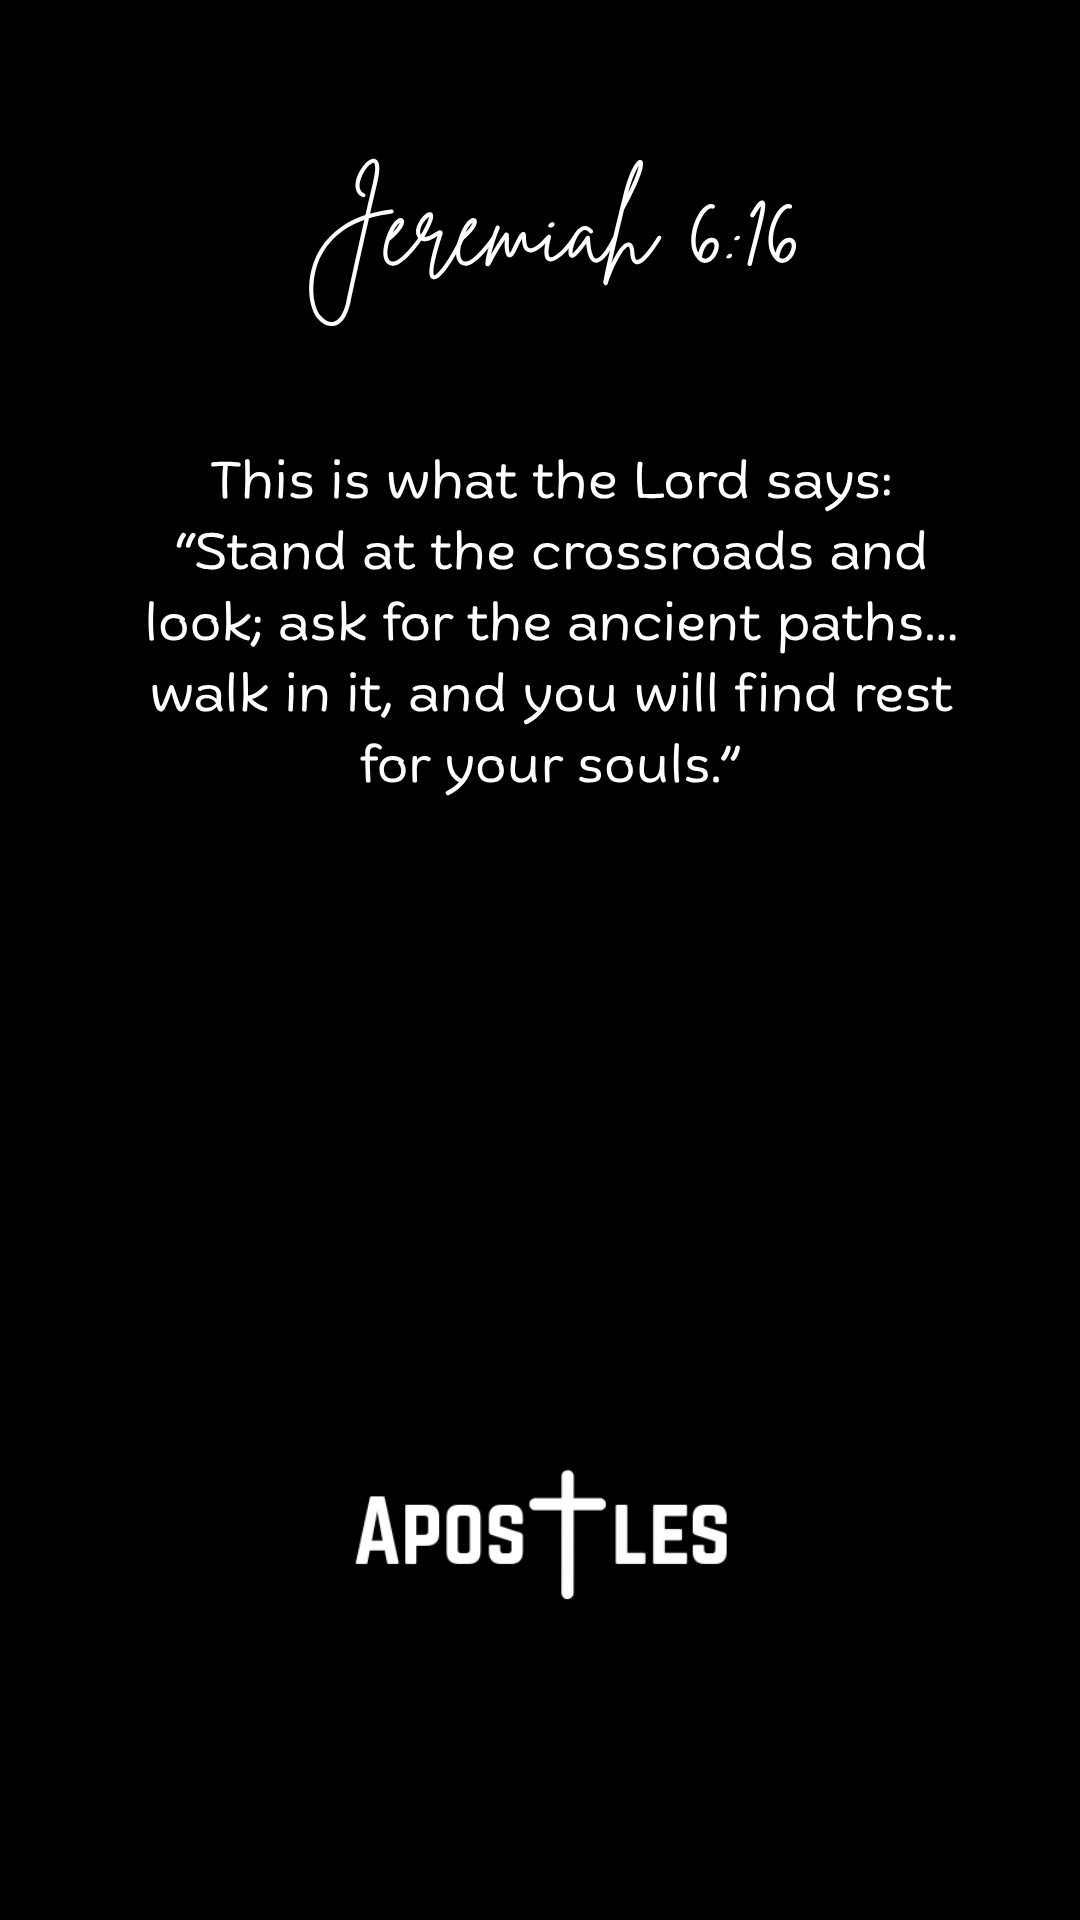 Jeremiah 6:16
This is what the Lord says:
“Stand at the crossroads and
look; ask for the ancient paths...
walk in it, and you will find rest
for your souls.”
APOSTLES